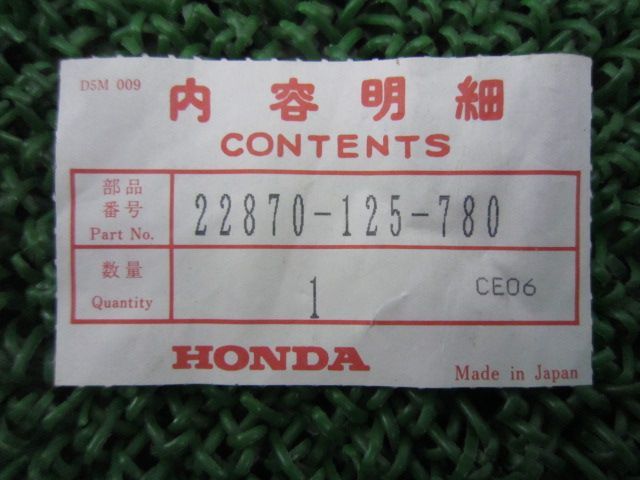 D5M 009
内容明細
CONTENTS
部品
番号
Part No.
22870-125-780
数量
Quantity
1
CE06
HONDA
Made in Japan